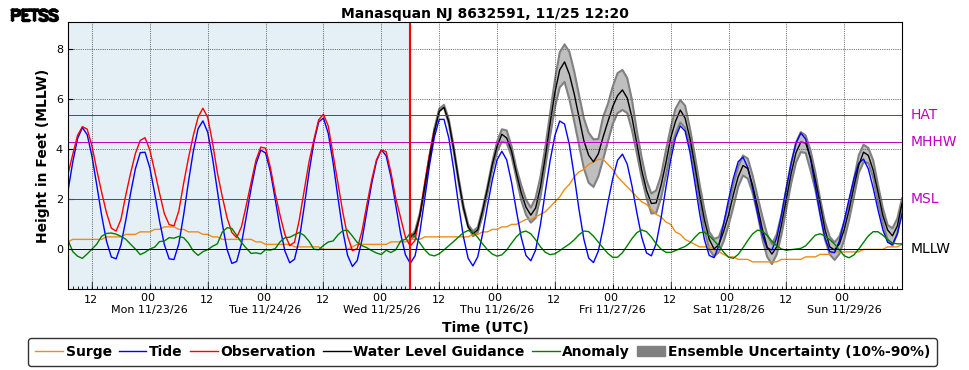 PETSS
Manasquan NJ 8632591, 11/25 12:20
Height in Feet (MLLW)
8
6
4
2
0
HAT
MHHW
MSL
MLLW
12 00 12 00 12 00 12 00 12 00 12 00 12 00
Mon 11/23/26 Tue 11/24/26 Wed 11/25/26 Thu 11/26/26 Fri 11/27/26 Sat 11/28/26 Sun 11/29/26
Time (UTC)
Surge Tide Observation Water Level Guidance Anomaly Ensemble Uncertainty (10%-90%)